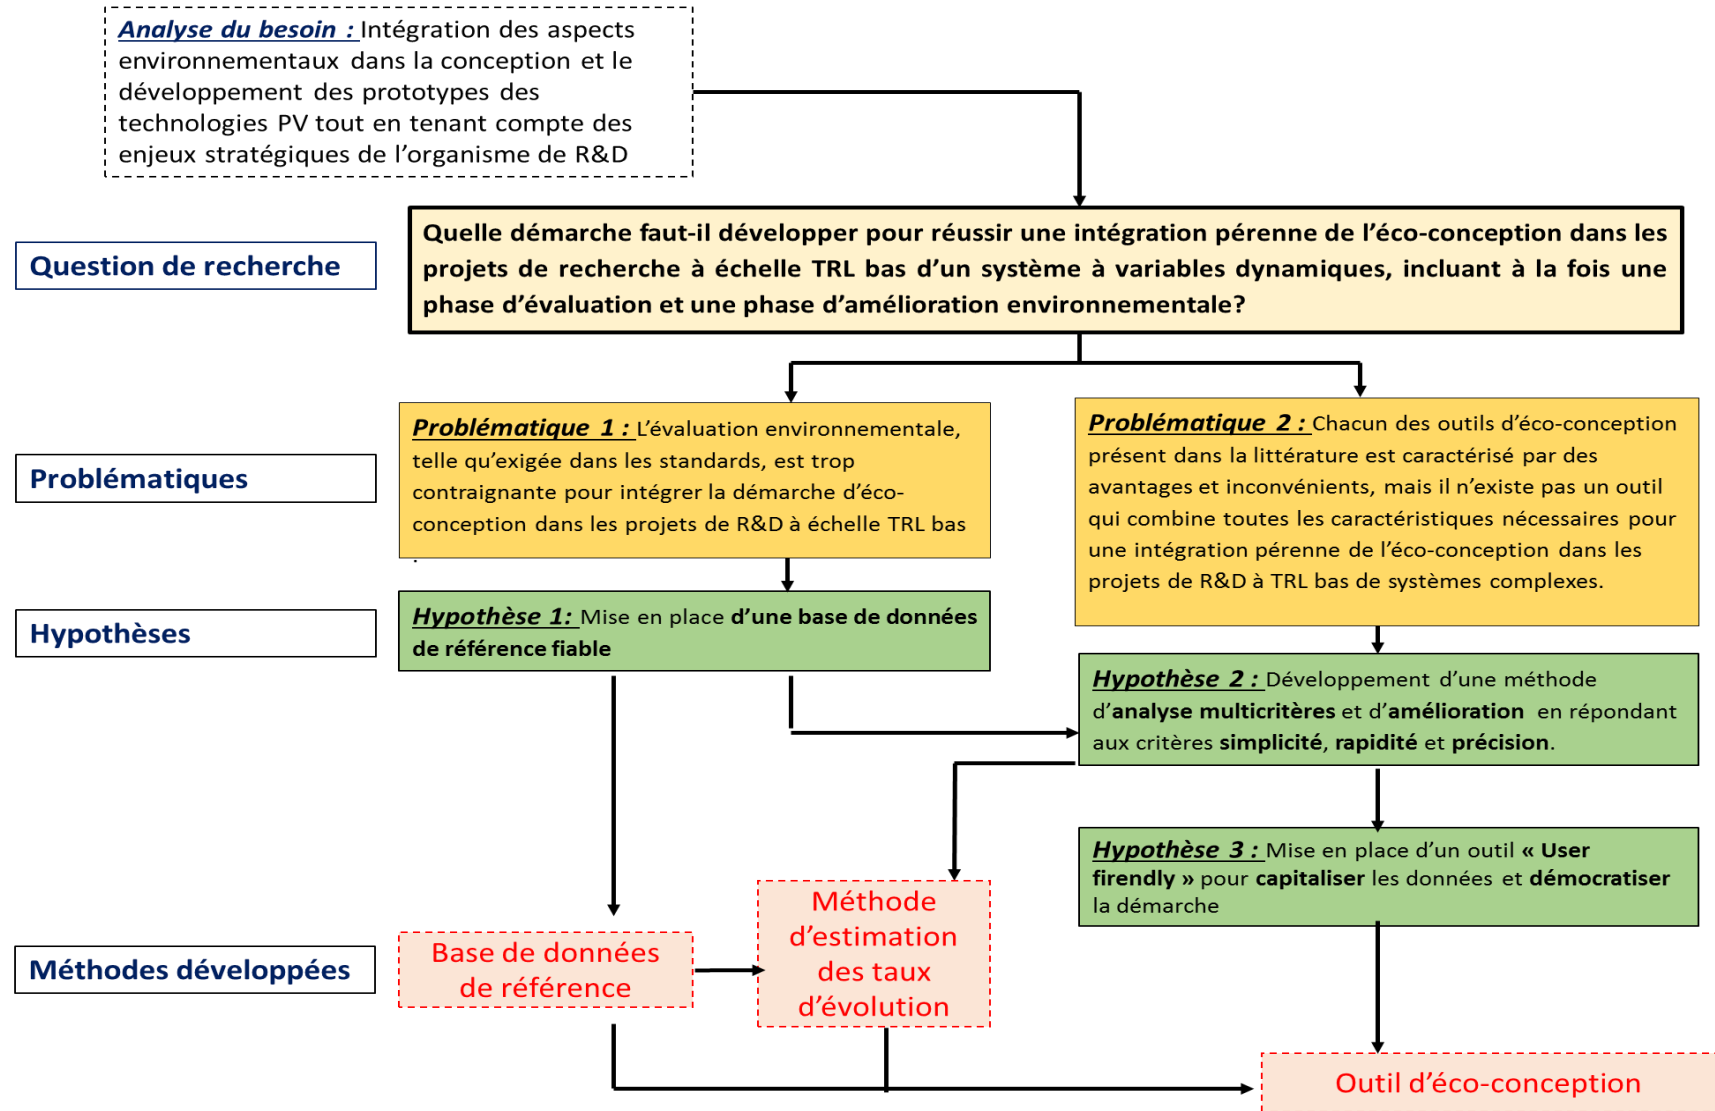 Analyse du besoin : Intégration des aspects
environnementaux dans la conception et le
développement des prototypes des
technologies PV tout en tenant compte des
enjeux stratégiques de l’organisme de R&D
Question de recherche
Quelle démarche faut-il développer pour réussir une intégration pérenne de l’éco-conception dans les
projets de recherche à échelle TRL bas d’un système à variables dynamiques, incluant à la fois une
phase d’évaluation et une phase d’amélioration environnementale?
Problématiques
Problématique 1 : L’évaluation environnementale,
telle qu’exigée dans les standards, est trop
contraignante pour intégrer la démarche d’éco-
conception dans les projets de R&D à échelle TRL bas
.
Problématique 2 : Chacun des outils d’éco-conception
présent dans la littérature est caractérisé par des
avantages et inconvénients, mais il n’existe pas un outil
qui combine toutes les caractéristiques nécessaires pour
une intégration pérenne de l’éco-conception dans les
projets de R&D à TRL bas de systèmes complexes.
Hypothèses
Hypothèse 1: Mise en place d’une base de données
de référence fiable
Hypothèse 2 : Développement d’une méthode
d’analyse multicritères et d’amélioration en répondant
aux critères simplicité, rapidité et précision.
Hypothèse 3 : Mise en place d’un outil « User
firendly » pour capitaliser les données et démocratiser
la démarche
Méthodes développées
Base de données
de référence
Méthode
d’estimation
des taux
d’évolution
Outil d’éco-conception